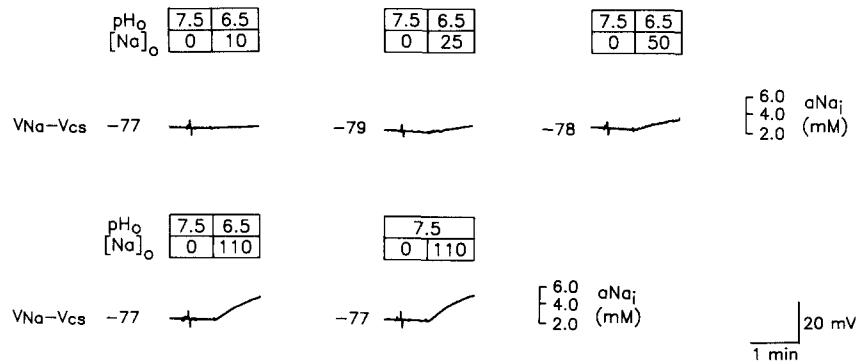 pHo 7.5 6.5 7.5 6.5 7.5 6.5
[Na]o 0 10 0 25 0 50
VNa-Vcs -77 -79 -78 6.0 4.0 2.0 aNai (mM)
pHo 7.5 6.5 7.5
[Na]o 0 110 0 110
VNa-Vcs -77 -77 6.0 4.0 2.0 aNai (mM)
20 mV
1 min